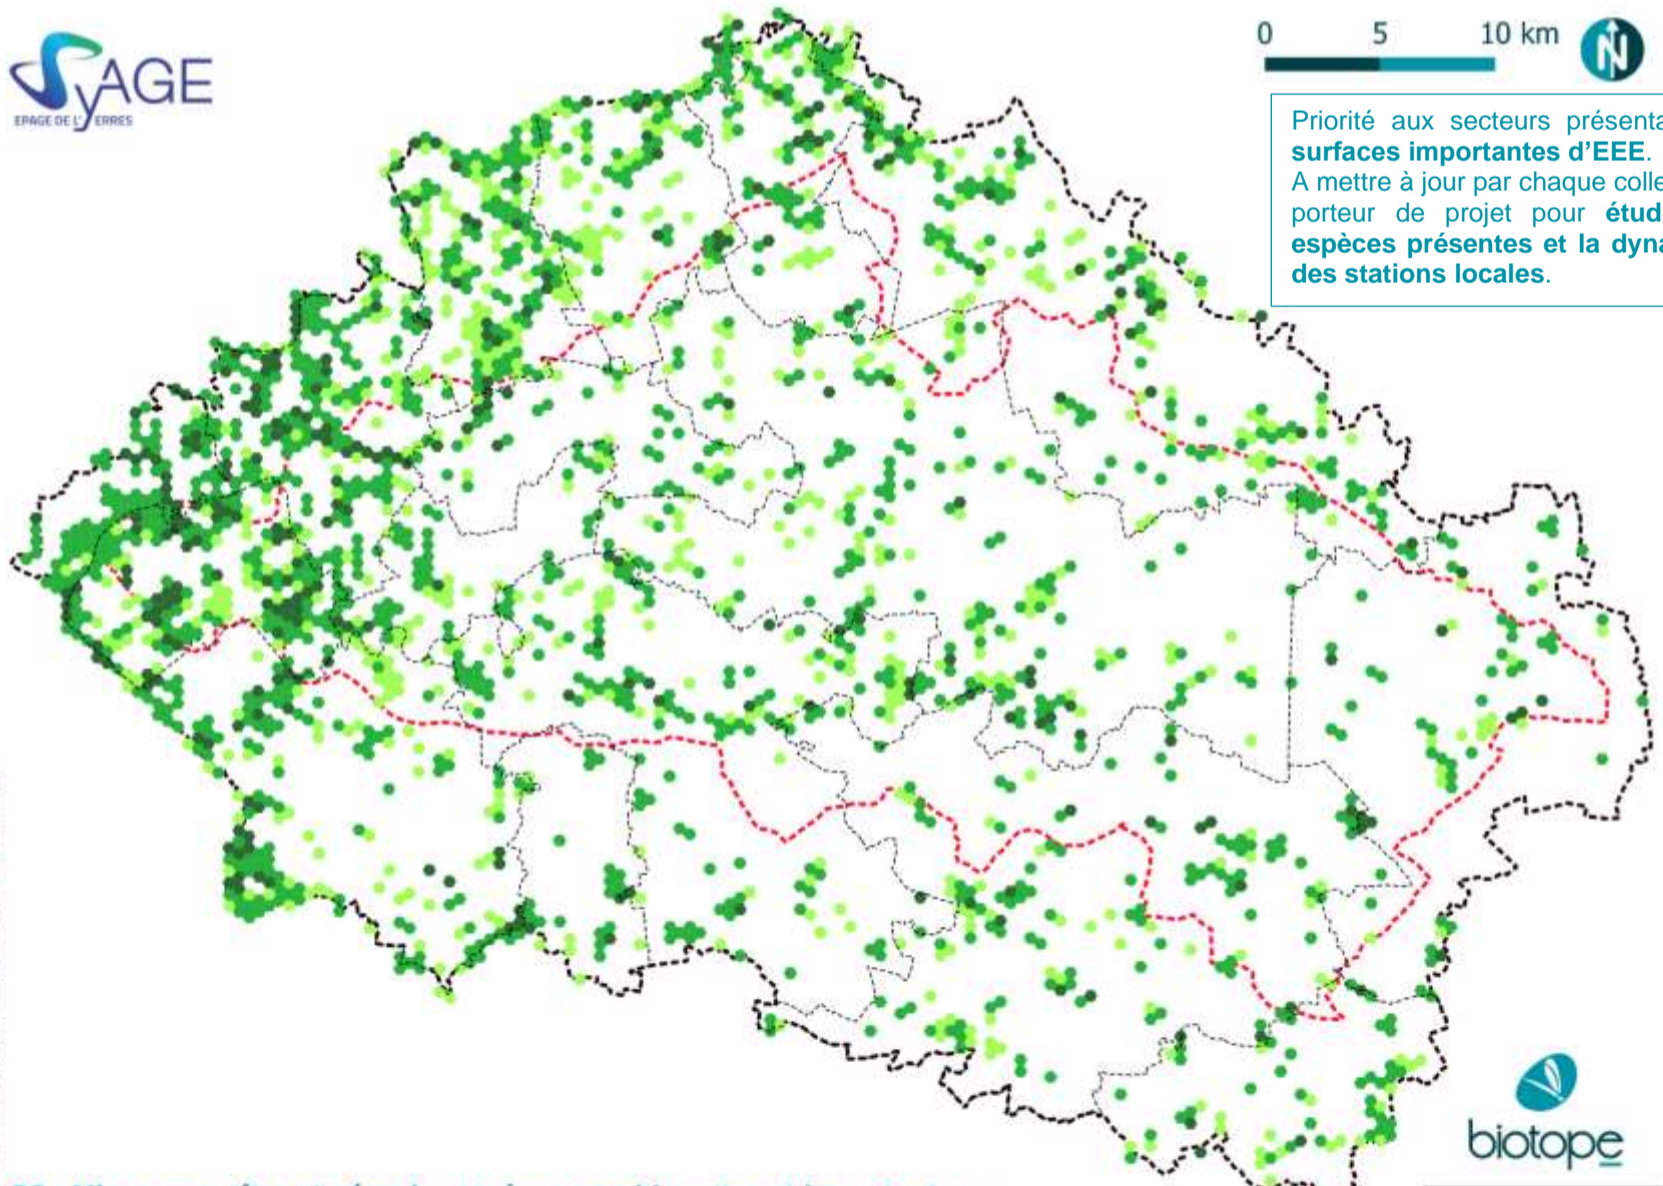 SyAGE
EPAGE DE L'YERRES
0 5 10 km
N
Priorité aux secteurs présenta
surfaces importantes d'EEE.
A mettre à jour par chaque colle
porteur de projet pour étud
espèces présentes et la dyna
des stations locales.
biotope